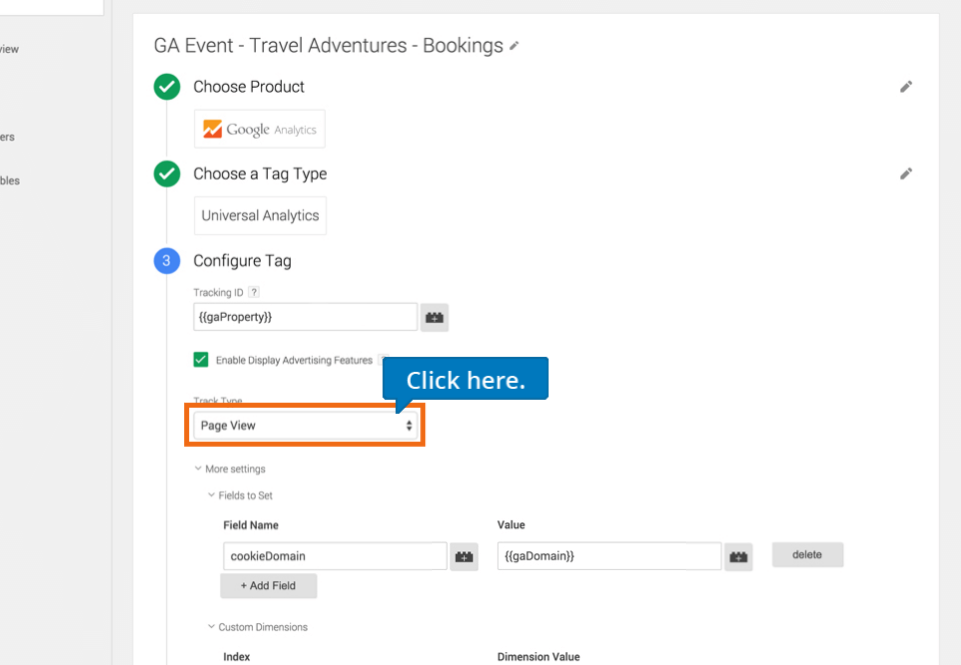 GA Event - Travel Adventures - Bookings
view
Choose Product
Google Analytics
ers
Choose a Tag Type
bles
Universal Analytics
3 Configure Tag
Tracking ID ?
{{gaProperty}}
Enable Display Advertising Features
Click here.
Track Type
Page View
More settings
Fields to Set
Field Name Value
cookieDomain {{gaDomain}} delete
+ Add Field
Custom Dimensions
Index Dimension Value